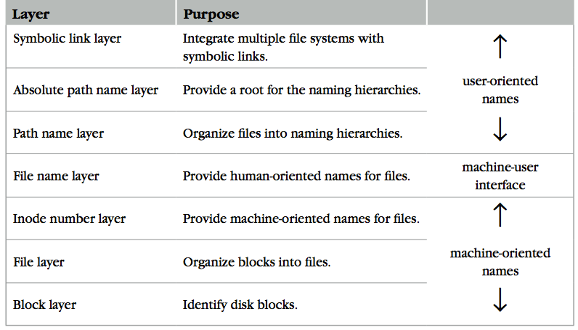 Layer Purpose
Symbolic link layer Integrate multiple file systems with
symbolic links.
Absolute path name layer Provide a root for the naming hierarchies.
user-oriented
names
Path name layer Organize files into naming hierarchies.
File name layer Provide human-oriented names for files.
machine-user
interface
Inode number layer Provide machine-oriented names for files.
File layer Organize blocks into files.
machine-oriented
names
Block layer Identify disk blocks.